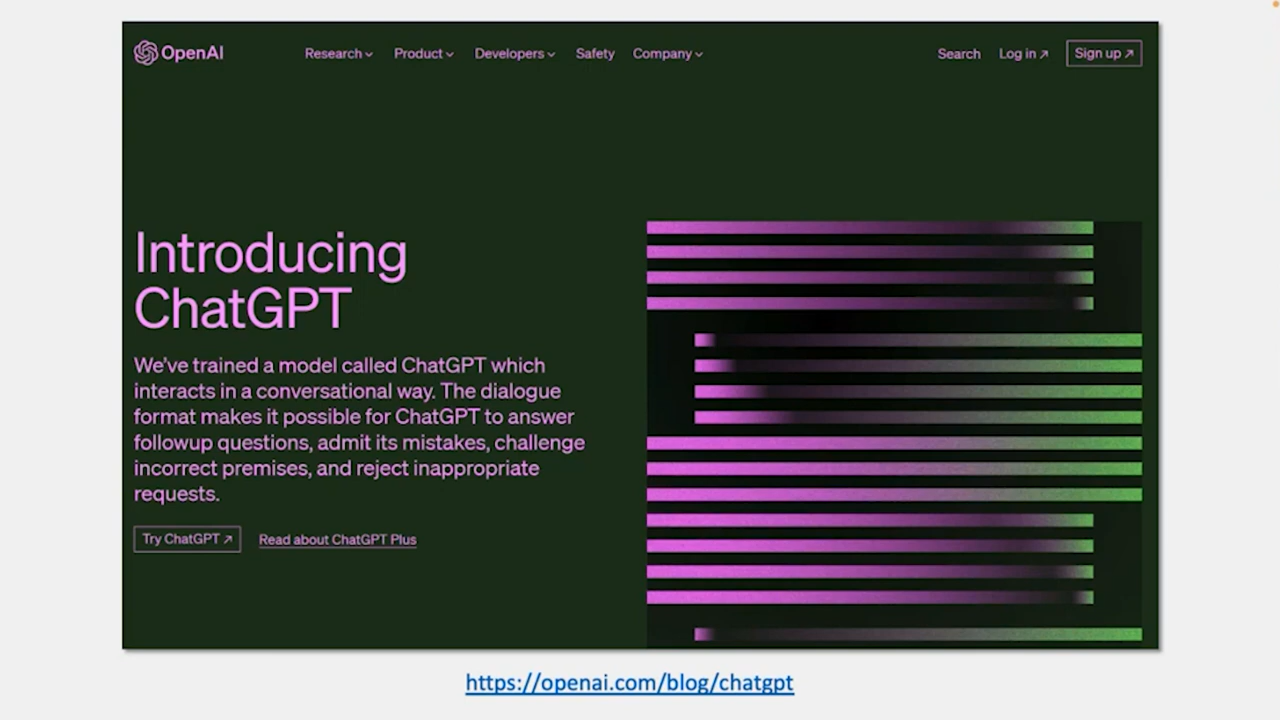 OpenAI Research Product Developers Safety Company Search Log in ↗ Sign up ↗
Introducing
ChatGPT
We've trained a model called ChatGPT which
interacts in a conversational way. The dialogue
format makes it possible for ChatGPT to answer
followup questions, admit its mistakes, challenge
incorrect premises, and reject inappropriate
requests.
Try ChatGPT ↗ Read about ChatGPT Plus
https://openai.com/blog/chatgpt